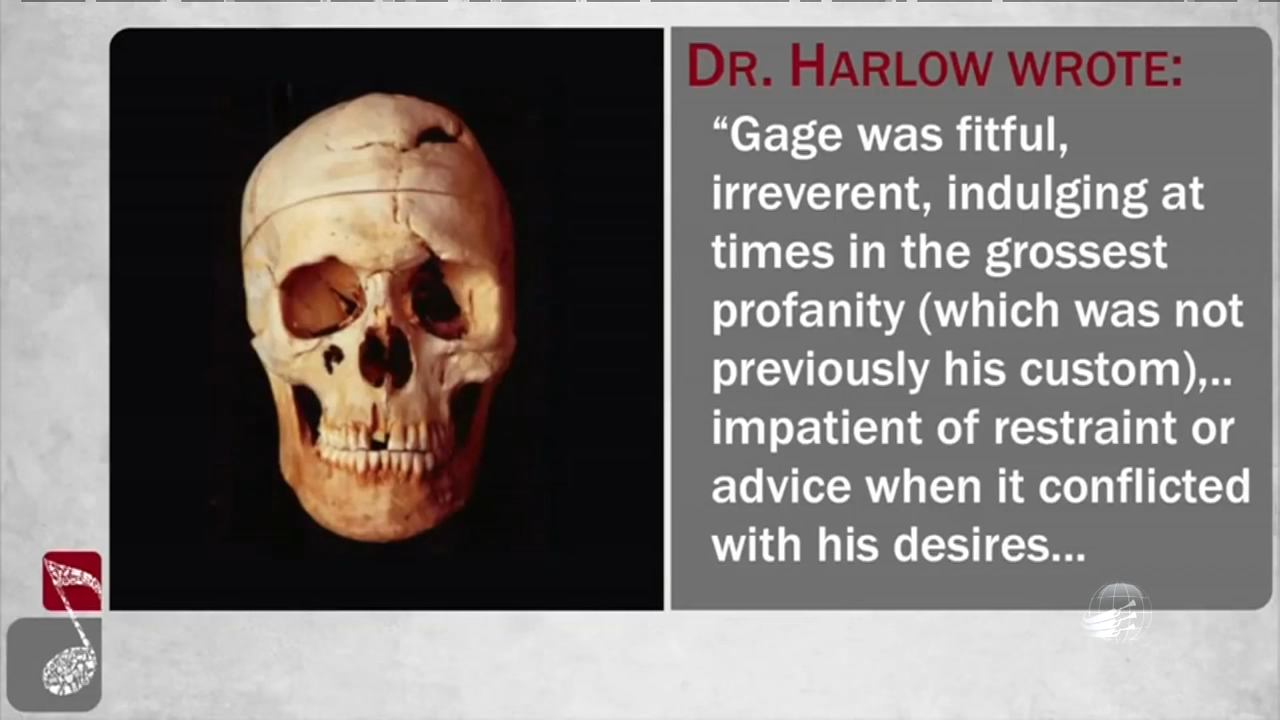 DR. HARLOW WROTE:
“Gage was fitful,
irreverent, indulging at
times in the grossest
profanity (which was not
previously his custom),..
impatient of restraint or
advice when it conflicted
with his desires...